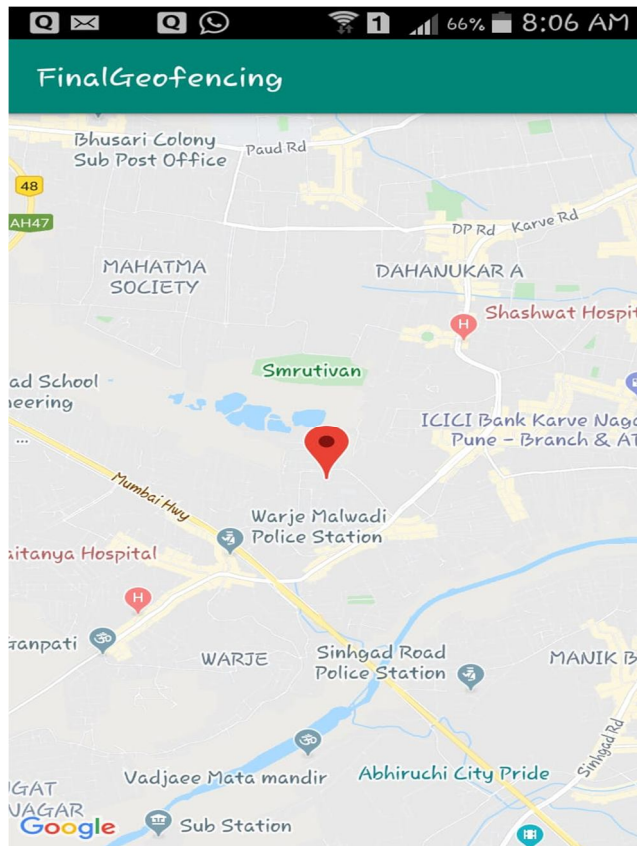 Q Q 1 66% 8:06 AM
FinalGeofencing
Bhusari Colony
Sub Post Office
Paud Rd
48
AH47
DP Rd
Karve Rd
MAHATMA
SOCIETY
DAHANUKAR A
H
Shashwat Hospit
Smrutivan
ad School
eering
...
ICICI Bank Karve Naga
Pune - Branch & AT
Mumbai Hwy
Warje Malwadi
Police Station
aitanya Hospital
H
Ganpati
ॐ
WARJE
Sinhgad Road
Police Station
MANIK B
Sinhgad Rd
ॐ
Vadjaee Mata mandir
Abhiruchi City Pride
GAT
NAGAR
Google
Sub Station